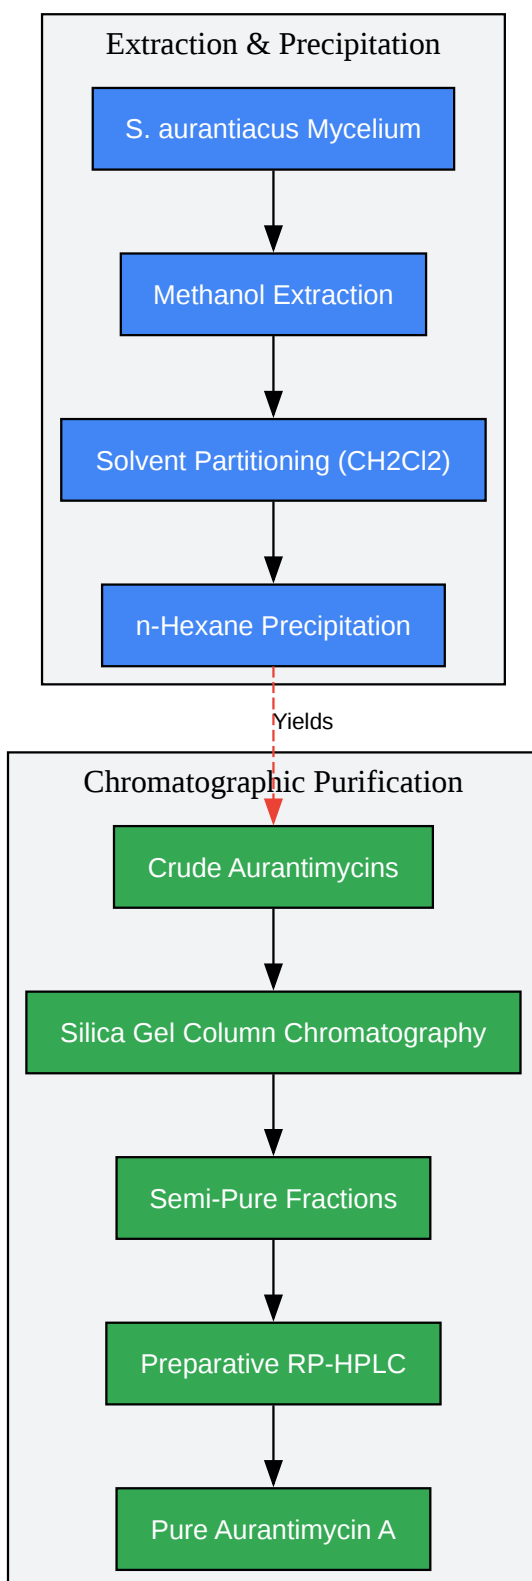 Extraction & Precipitation
S. aurantiacus Mycelium
Methanol Extraction
Solvent Partitioning (CH2Cl2)
n-Hexane Precipitation
Yields
Chromatographic Purification
Crude Aurantimycins
Silica Gel Column Chromatography
Semi-Pure Fractions
Preparative RP-HPLC
Pure Aurantimycin A